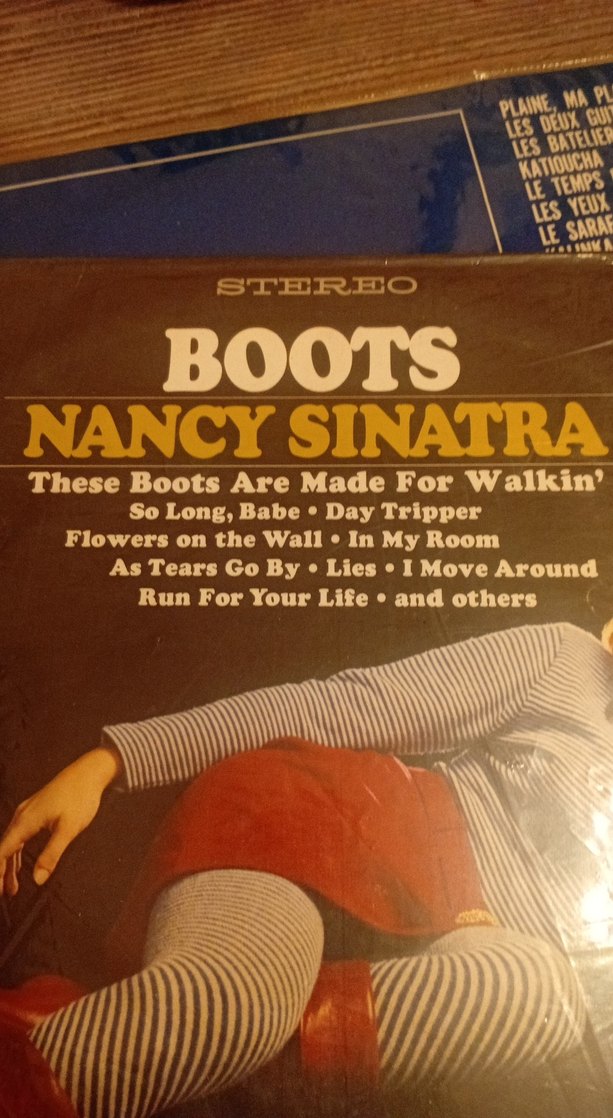 PLAINE, MA
LES DEUX
LES
KATIOUCHA
LE TEMPS
LES YEUX
LE
STEREO
BOOTS
NANCY SINATRA
These Boots Are Made For Walkin'
So Long, Babe • Day Tripper
Flowers on the Wall • In My Room
As Tears Go By • Lies • I Move Around
Run For Your Life • and others